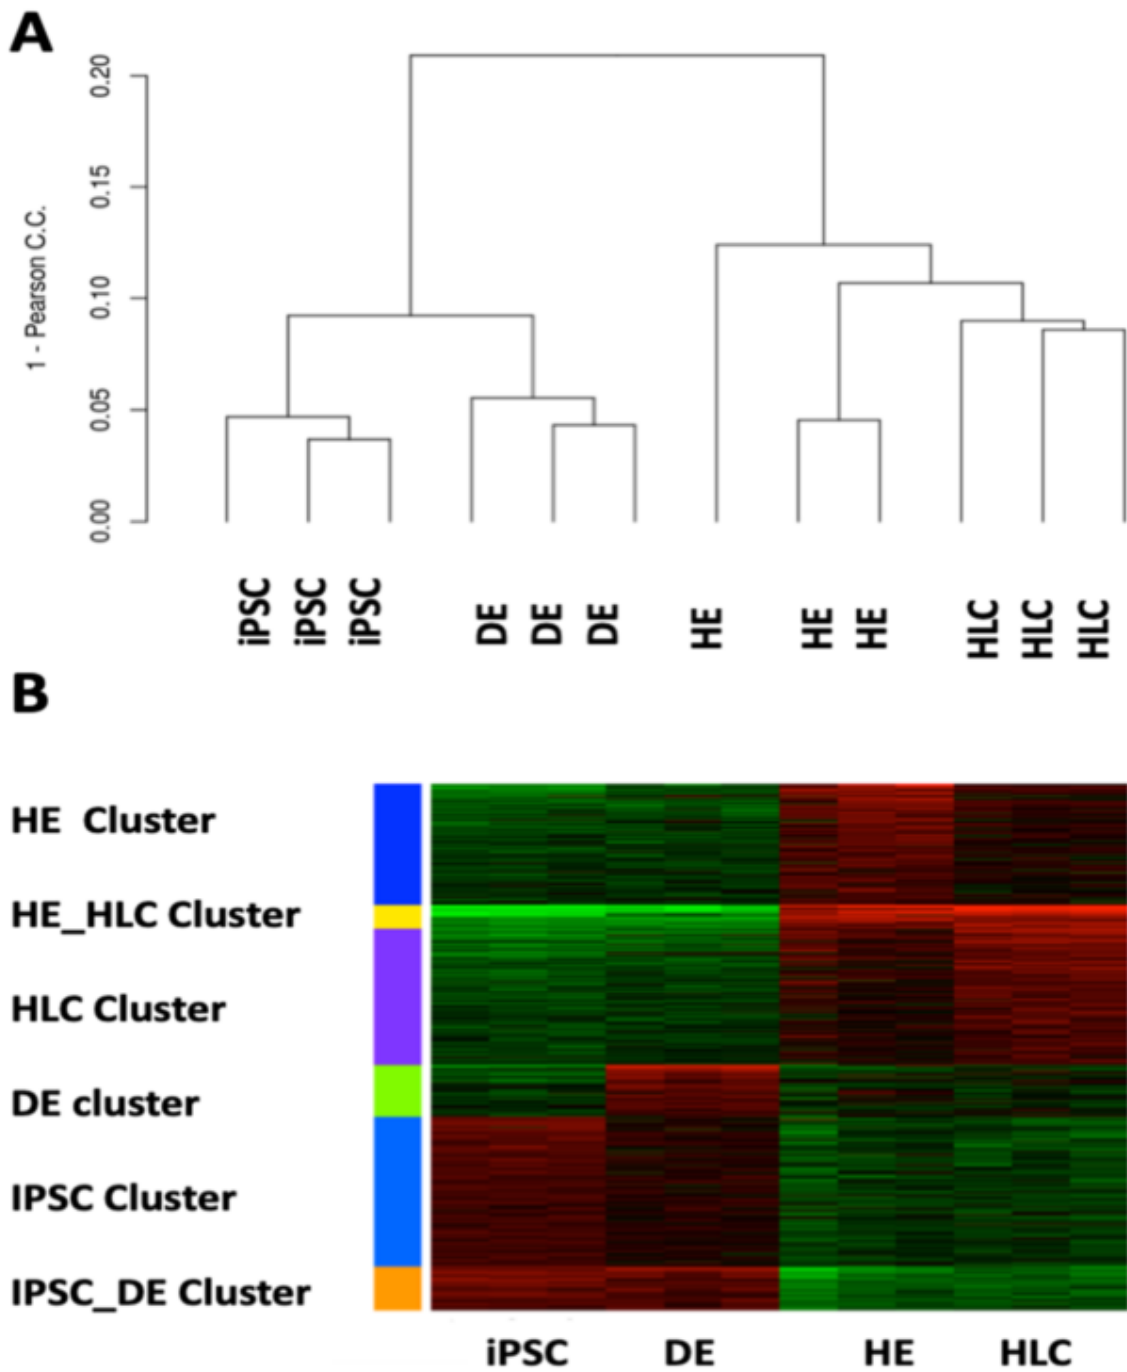 A
0.20
0.15
0.10
0.05
0.00
1 - Pearson C.C.
iPSC
iPSC
iPSC
DE
DE
DE
HE
HE
HE
HLC
HLC
HLC
B
HE Cluster
HE_HLC Cluster
HLC Cluster
DE cluster
IPSC Cluster
IPSC_DE Cluster
iPSC DE HE HLC